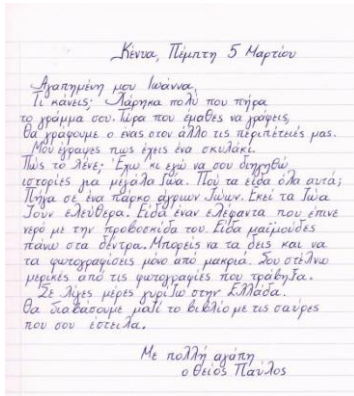 Κένυα, Πέμπτη 5 Μαρτίου
Αγαπημένη μου Ιωάννα,
Τι κάνεις; Χάρηκα πολύ που πήρα
το γράμμα σου. Τώρα που έμαθες να γράφεις,
θα γράφουμε ο ένας στον άλλο τις περιπέτειές μας.
Μου έγραψες πως έχεις ένα σκυλάκι.
Πώς το λένε; Έχω κι εγώ να σου διηγηθώ
ιστορίες για μεγάλα ζώα. Πού τα είδα όλα αυτά;
Πήγα σε ένα πάρκο άγριων ζώων. Εκεί τα ζώα
ζουν ελεύθερα. Είδα έναν ελέφαντα που έπινε
νερό με την προβοσκίδα του. Είδα μαϊμούδες
πάνω στα δέντρα. Μπορείς να τα δεις και να
τα φωτογραφίσεις μόνο από μακριά. Σου στέλνω
μερικές από τις φωτογραφίες που τράβηξα.
Σε λίγες μέρες γυρίζω στην Ελλάδα.
Θα διαβάσουμε μαζί το βιβλίο με τις σαύρες
που σου έστειλα.
Με πολλή αγάπη
ο θείος Παύλος